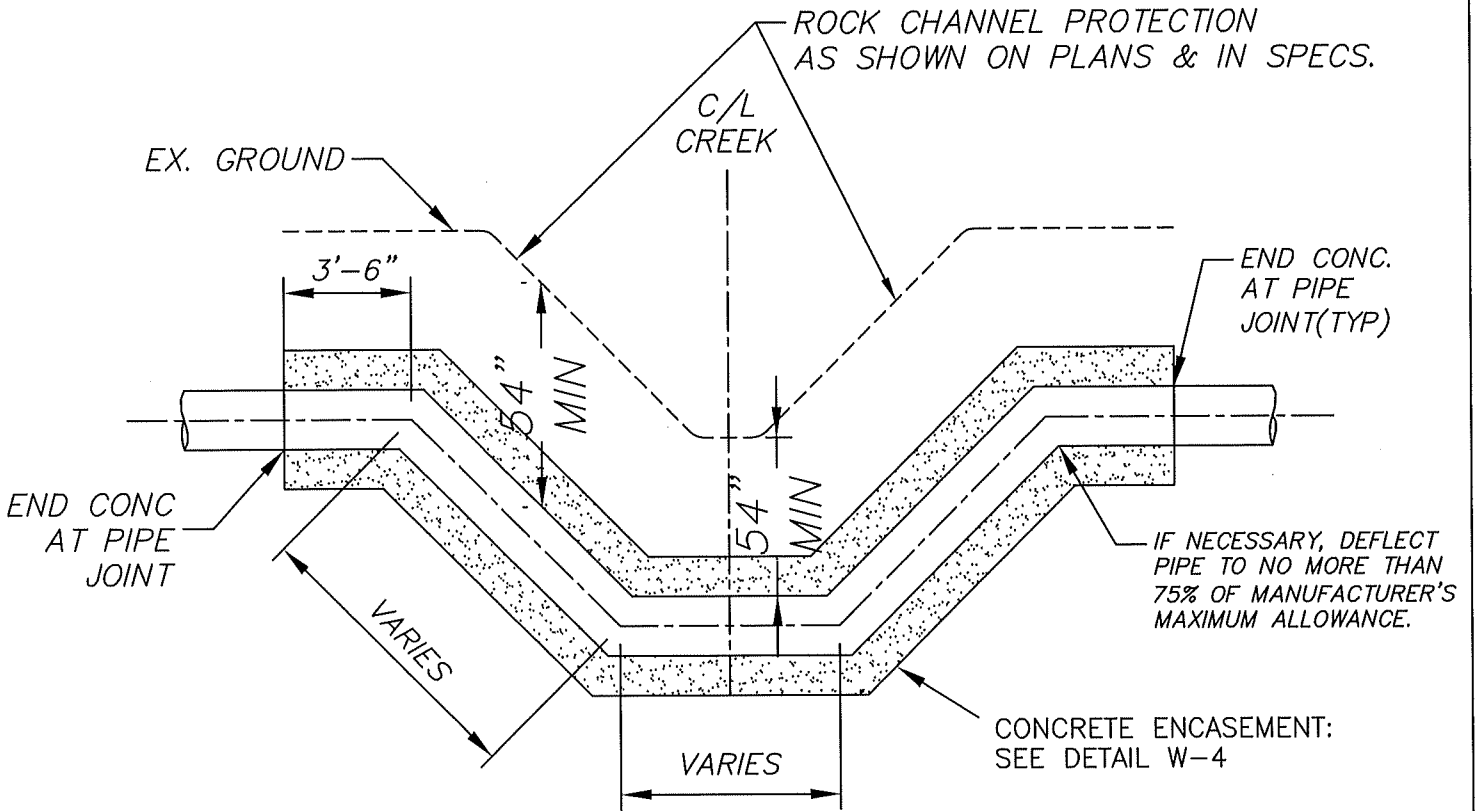 ROCK CHANNEL PROTECTION
AS SHOWN ON PLANS & IN SPECS.
C/L
CREEK
EX. GROUND
3'-6"
END CONC.
AT PIPE
JOINT(TYP)
54"
MIN
54"
MIN
END CONC
AT PIPE
JOINT
IF NECESSARY, DEFLECT
PIPE TO NO MORE THAN
75% OF MANUFACTURER'S
MAXIMUM ALLOWANCE.
VARIES
VARIES
CONCRETE ENCASEMENT:
SEE DETAIL W-4